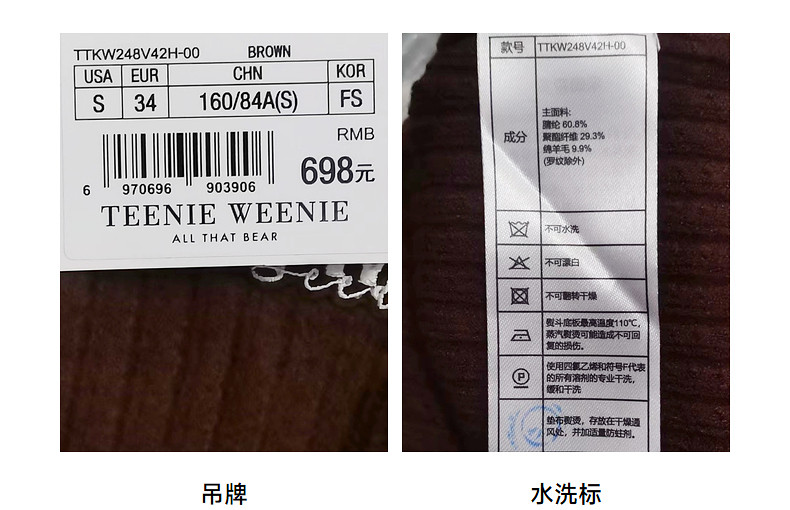 TTKW248V42H-00 BROWN
USA EUR CHN KOR
S 34 160/84A(S) FS
RMB
698元
6 970696 903906
TEENIE WEENIE
ALL THAT BEAR
款号 TTKW248V42H-00
成分
主面料:
腈纶 60.8%
聚酯纤维 29.3%
绵羊毛 9.9%
(罗纹除外)
不可水洗
不可漂白
不可翻转干燥
熨斗底板最高温度110℃,
蒸汽熨烫可能造成不可回
复的损伤。
P
使用四氯乙烯和符号F代表
的所有溶剂的专业干洗,
缓和干洗
垫布熨烫，存放在干燥通
风处，并加适量防蛀剂。
吊牌
水洗标